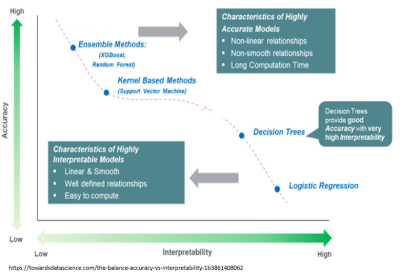 High
Ensemble Methods:
(XGBoost,
Random Forest)
Kernel Based Methods
(Support Vector Machine)
Characteristics of Highly
Accurate Models
• Non-linear relationships
• Non-smooth relationships
• Long Computation Time
Accuracy
Decision Trees
Decision Trees
provide good
Accuracy with very
high Interpretability
Characteristics of Highly
Interpretable Models
• Linear & Smooth
• Well defined relationships
• Easy to compute
Logistic Regression
Low
Low
Interpretability
High
https://towardsdatascience.com/the-balance-accuracy-vs-interpretability-1b3861408062